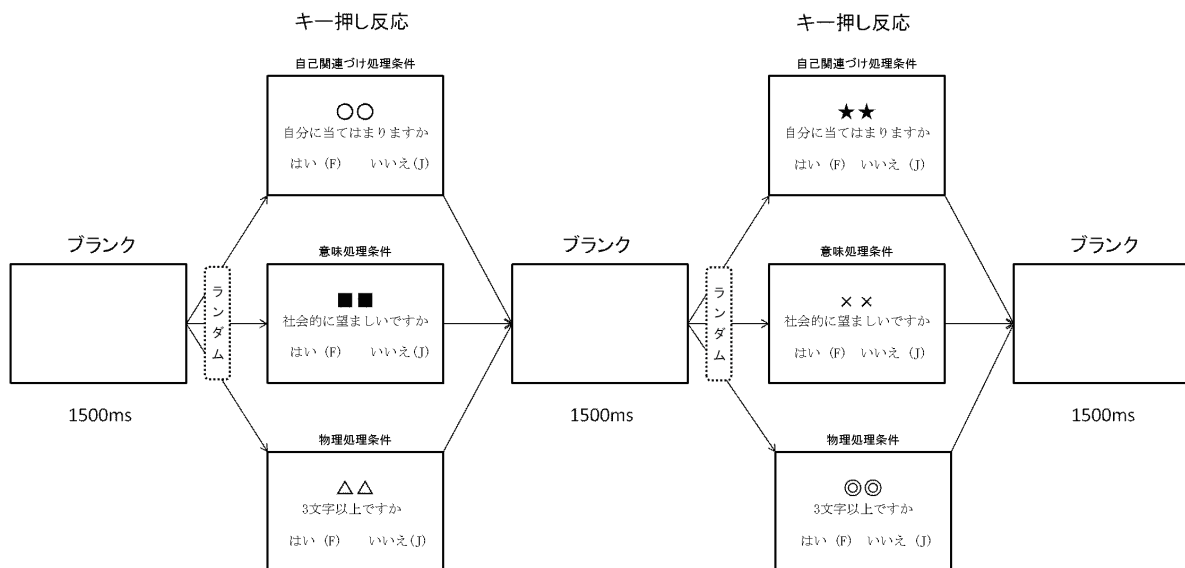 キー押し反応
自己関連づけ処理条件
○○
自分に当てはまりますか
はい (F) いいえ(J)
ブランク
1500ms
ランダム
意味処理条件
■■
社会的に望ましいですか
はい (F) いいえ(J)
物理処理条件
△△
3文字以上ですか
はい (F) いいえ(J)
ブランク
1500ms
キー押し反応
自己関連づけ処理条件
★★
自分に当てはまりますか
はい (F) いいえ (J)
ランダム
意味処理条件
××
社会的に望ましいですか
はい (F) いいえ (J)
物理処理条件
◎◎
3文字以上ですか
はい (F) いいえ (J)
ブランク
1500ms